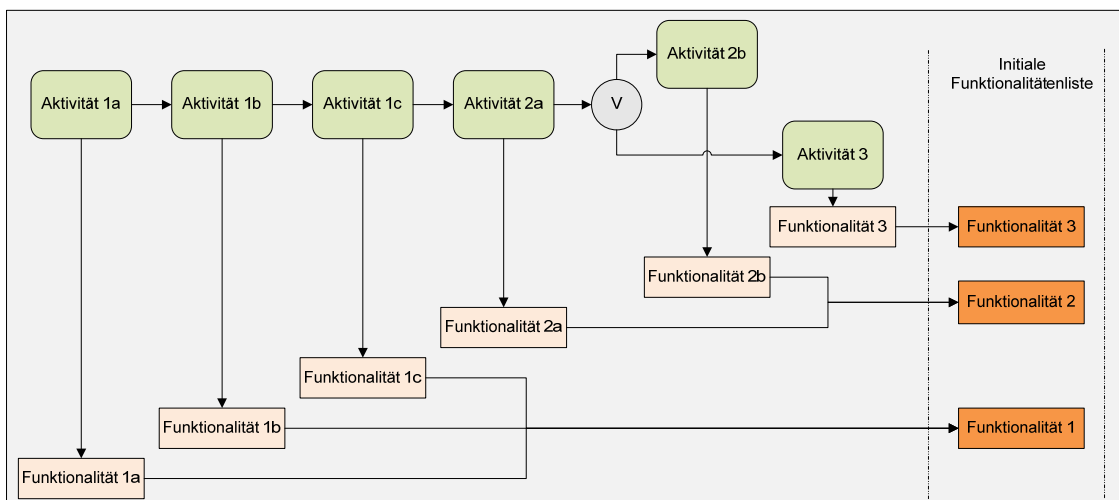 Aktivität 2b
Initiale
Funktionalitätenliste
Aktivität 1a
Aktivität 1b
Aktivität 1c
Aktivität 2a
V
Aktivität 3
Funktionalität 3
Funktionalität 3
Funktionalität 2b
Funktionalität 2
Funktionalität 2a
Funktionalität 1c
Funktionalität 1b
Funktionalität 1
Funktionalität 1a